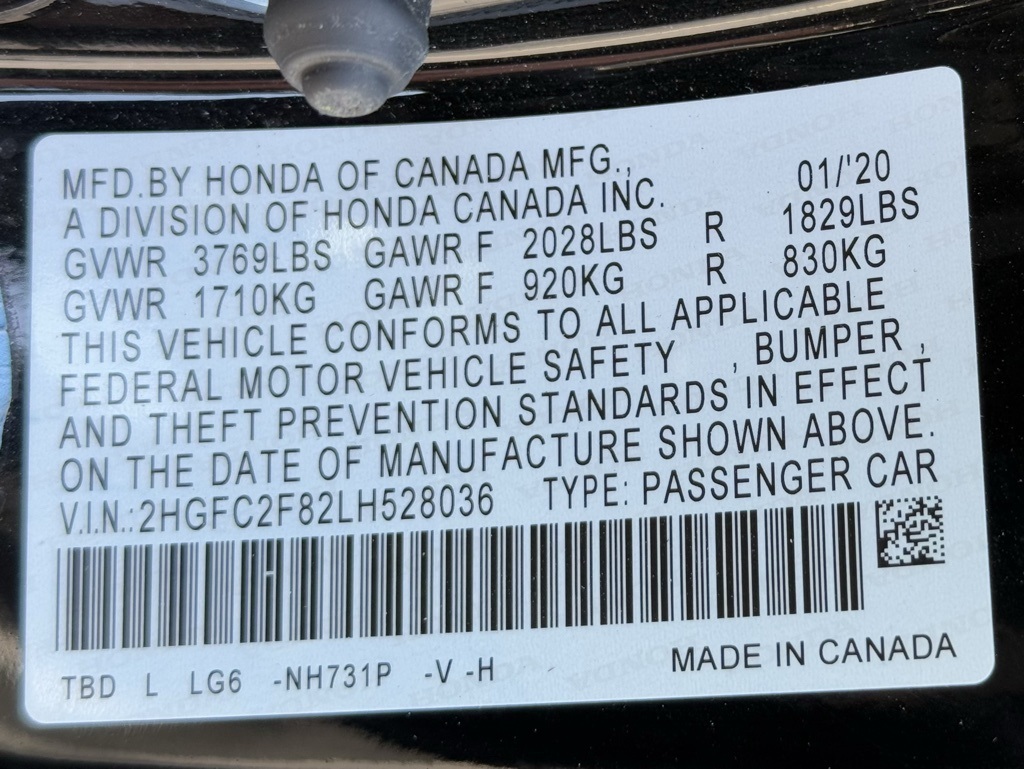 MFD.BY HONDA OF CANADA MFG., 01/'20
A DIVISION OF HONDA CANADA INC.
GVWR 3769LBS GAWR F 2028LBS R 1829LBS
GVWR 1710KG GAWR F 920KG R 830KG
THIS VEHICLE CONFORMS TO ALL APPLICABLE
FEDERAL MOTOR VEHICLE SAFETY , BUMPER ,
AND THEFT PREVENTION STANDARDS IN EFFECT
ON THE DATE OF MANUFACTURE SHOWN ABOVE.
V.I.N.:2HGFC2F82LH528036 TYPE: PASSENGER CAR
TBD L LG6 -NH731P -V -H MADE IN CANADA